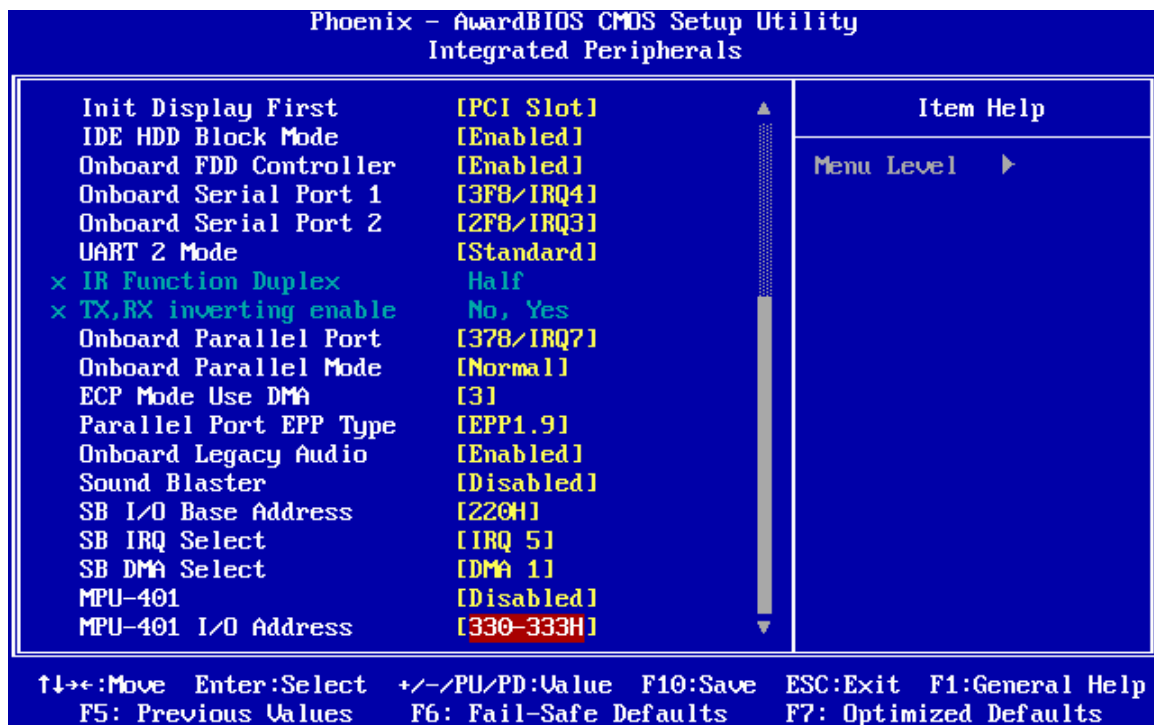 Phoenix - AwardBIOS CMOS Setup Utility
Integrated Peripherals
Init Display First [PCI Slot]
IDE HDD Block Mode [Enabled]
Onboard FDD Controller [Enabled]
Onboard Serial Port 1 [3F8/IRQ4]
Onboard Serial Port 2 [2F8/IRQ3]
UART 2 Mode [Standard]
x IR Function Duplex Half
x TX,RX inverting enable No, Yes
Onboard Parallel Port [378/IRQ7]
Onboard Parallel Mode [Normal]
ECP Mode Use DMA [3]
Parallel Port EPP Type [EPP1.9]
Onboard Legacy Audio [Enabled]
Sound Blaster [Disabled]
SB I/O Base Address [220H]
SB IRQ Select [IRQ 5]
SB DMA Select [DMA 1]
MPU-401 [Disabled]
MPU-401 I/O Address [330-333H]
Item Help
Menu Level ►
↑↓→←:Move Enter:Select +/-/PU/PD:Value F10:Save ESC:Exit F1:General Help
F5: Previous Values F6: Fail-Safe Defaults F7: Optimized Defaults